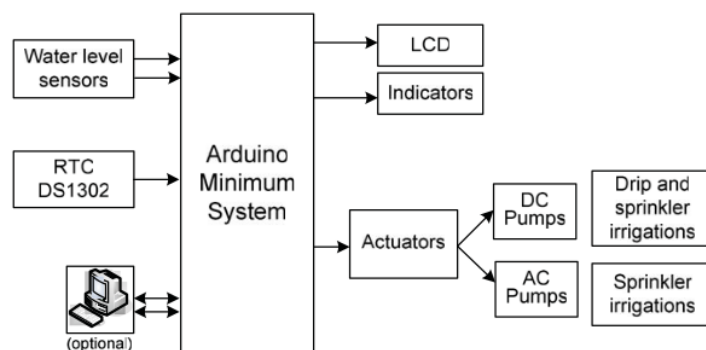 Water level
sensors
RTC
DS1302
(optional)
Arduino
Minimum
System
LCD
Indicators
Actuators
DC
Pumps
AC
Pumps
Drip and
sprinkler
irrigations
Sprinkler
irrigations